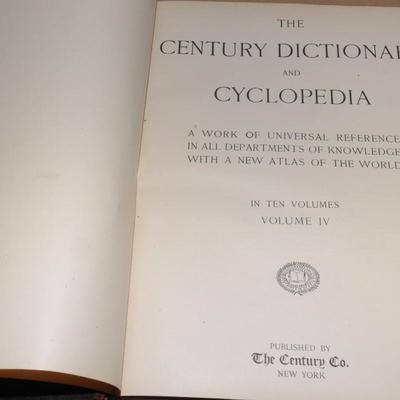 THE
CENTURY DICTIONA
AND
CYCLOPEDIA
A WORK OF UNIVERSAL REFERENCE
IN ALL DEPARTMENTS OF KNOWLEDGE
WITH A NEW ATLAS OF THE WORLD
IN TEN VOLUMES
VOLUME IV
PUBLISHED BY
The Century Co.
NEW YORK